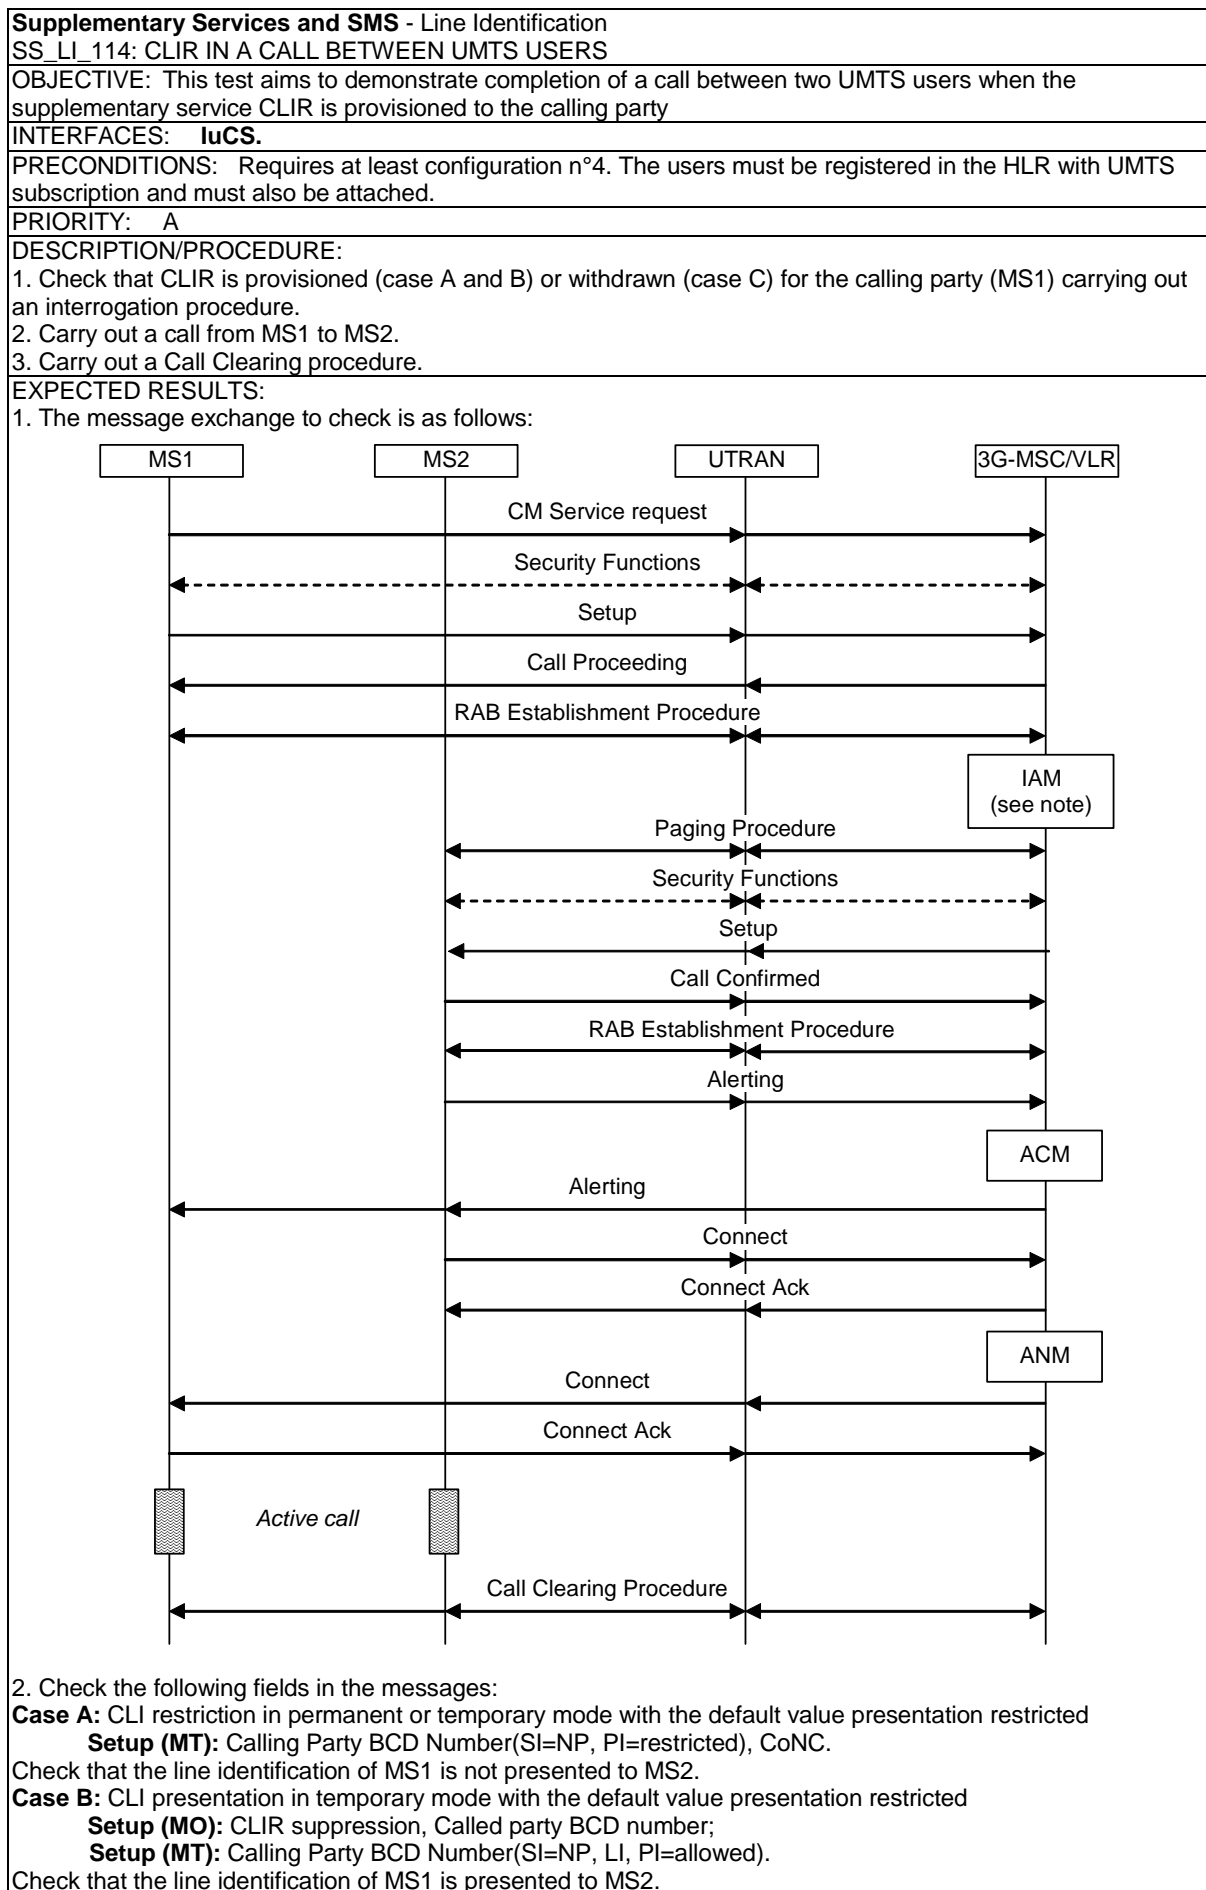 Supplementary Services and SMS - Line Identification
SS_LI_114: CLIR IN A CALL BETWEEN UMTS USERS
OBJECTIVE: This test aims to demonstrate completion of a call between two UMTS users when the
supplementary service CLIR is provisioned to the calling party
INTERFACES: IuCS.
PRECONDITIONS: Requires at least configuration n°4. The users must be registered in the HLR with UMTS
subscription and must also be attached.
PRIORITY: A
DESCRIPTION/PROCEDURE:
1. Check that CLIR is provisioned (case A and B) or withdrawn (case C) for the calling party (MS1) carrying out
an interrogation procedure.
2. Carry out a call from MS1 to MS2.
3. Carry out a Call Clearing procedure.
EXPECTED RESULTS:
1. The message exchange to check is as follows:
MS1 MS2 UTRAN 3G-MSC/VLR
CM Service request
Security Functions
Setup
Call Proceeding
RAB Establishment Procedure
IAM
(see note)
Paging Procedure
Security Functions
Setup
Call Confirmed
RAB Establishment Procedure
Alerting
ACM
Alerting
Connect
Connect Ack
ANM
Connect
Connect Ack
Active call
Call Clearing Procedure
2. Check the following fields in the messages:
Case A: CLI restriction in permanent or temporary mode with the default value presentation restricted
Setup (MT): Calling Party BCD Number(SI=NP, PI=restricted), CoNC.
Check that the line identification of MS1 is not presented to MS2.
Case B: CLI presentation in temporary mode with the default value presentation restricted
Setup (MO): CLIR suppression, Called party BCD number;
Setup (MT): Calling Party BCD Number(SI=NP, LI, PI=allowed).
Check that the line identification of MS1 is presented to MS2.